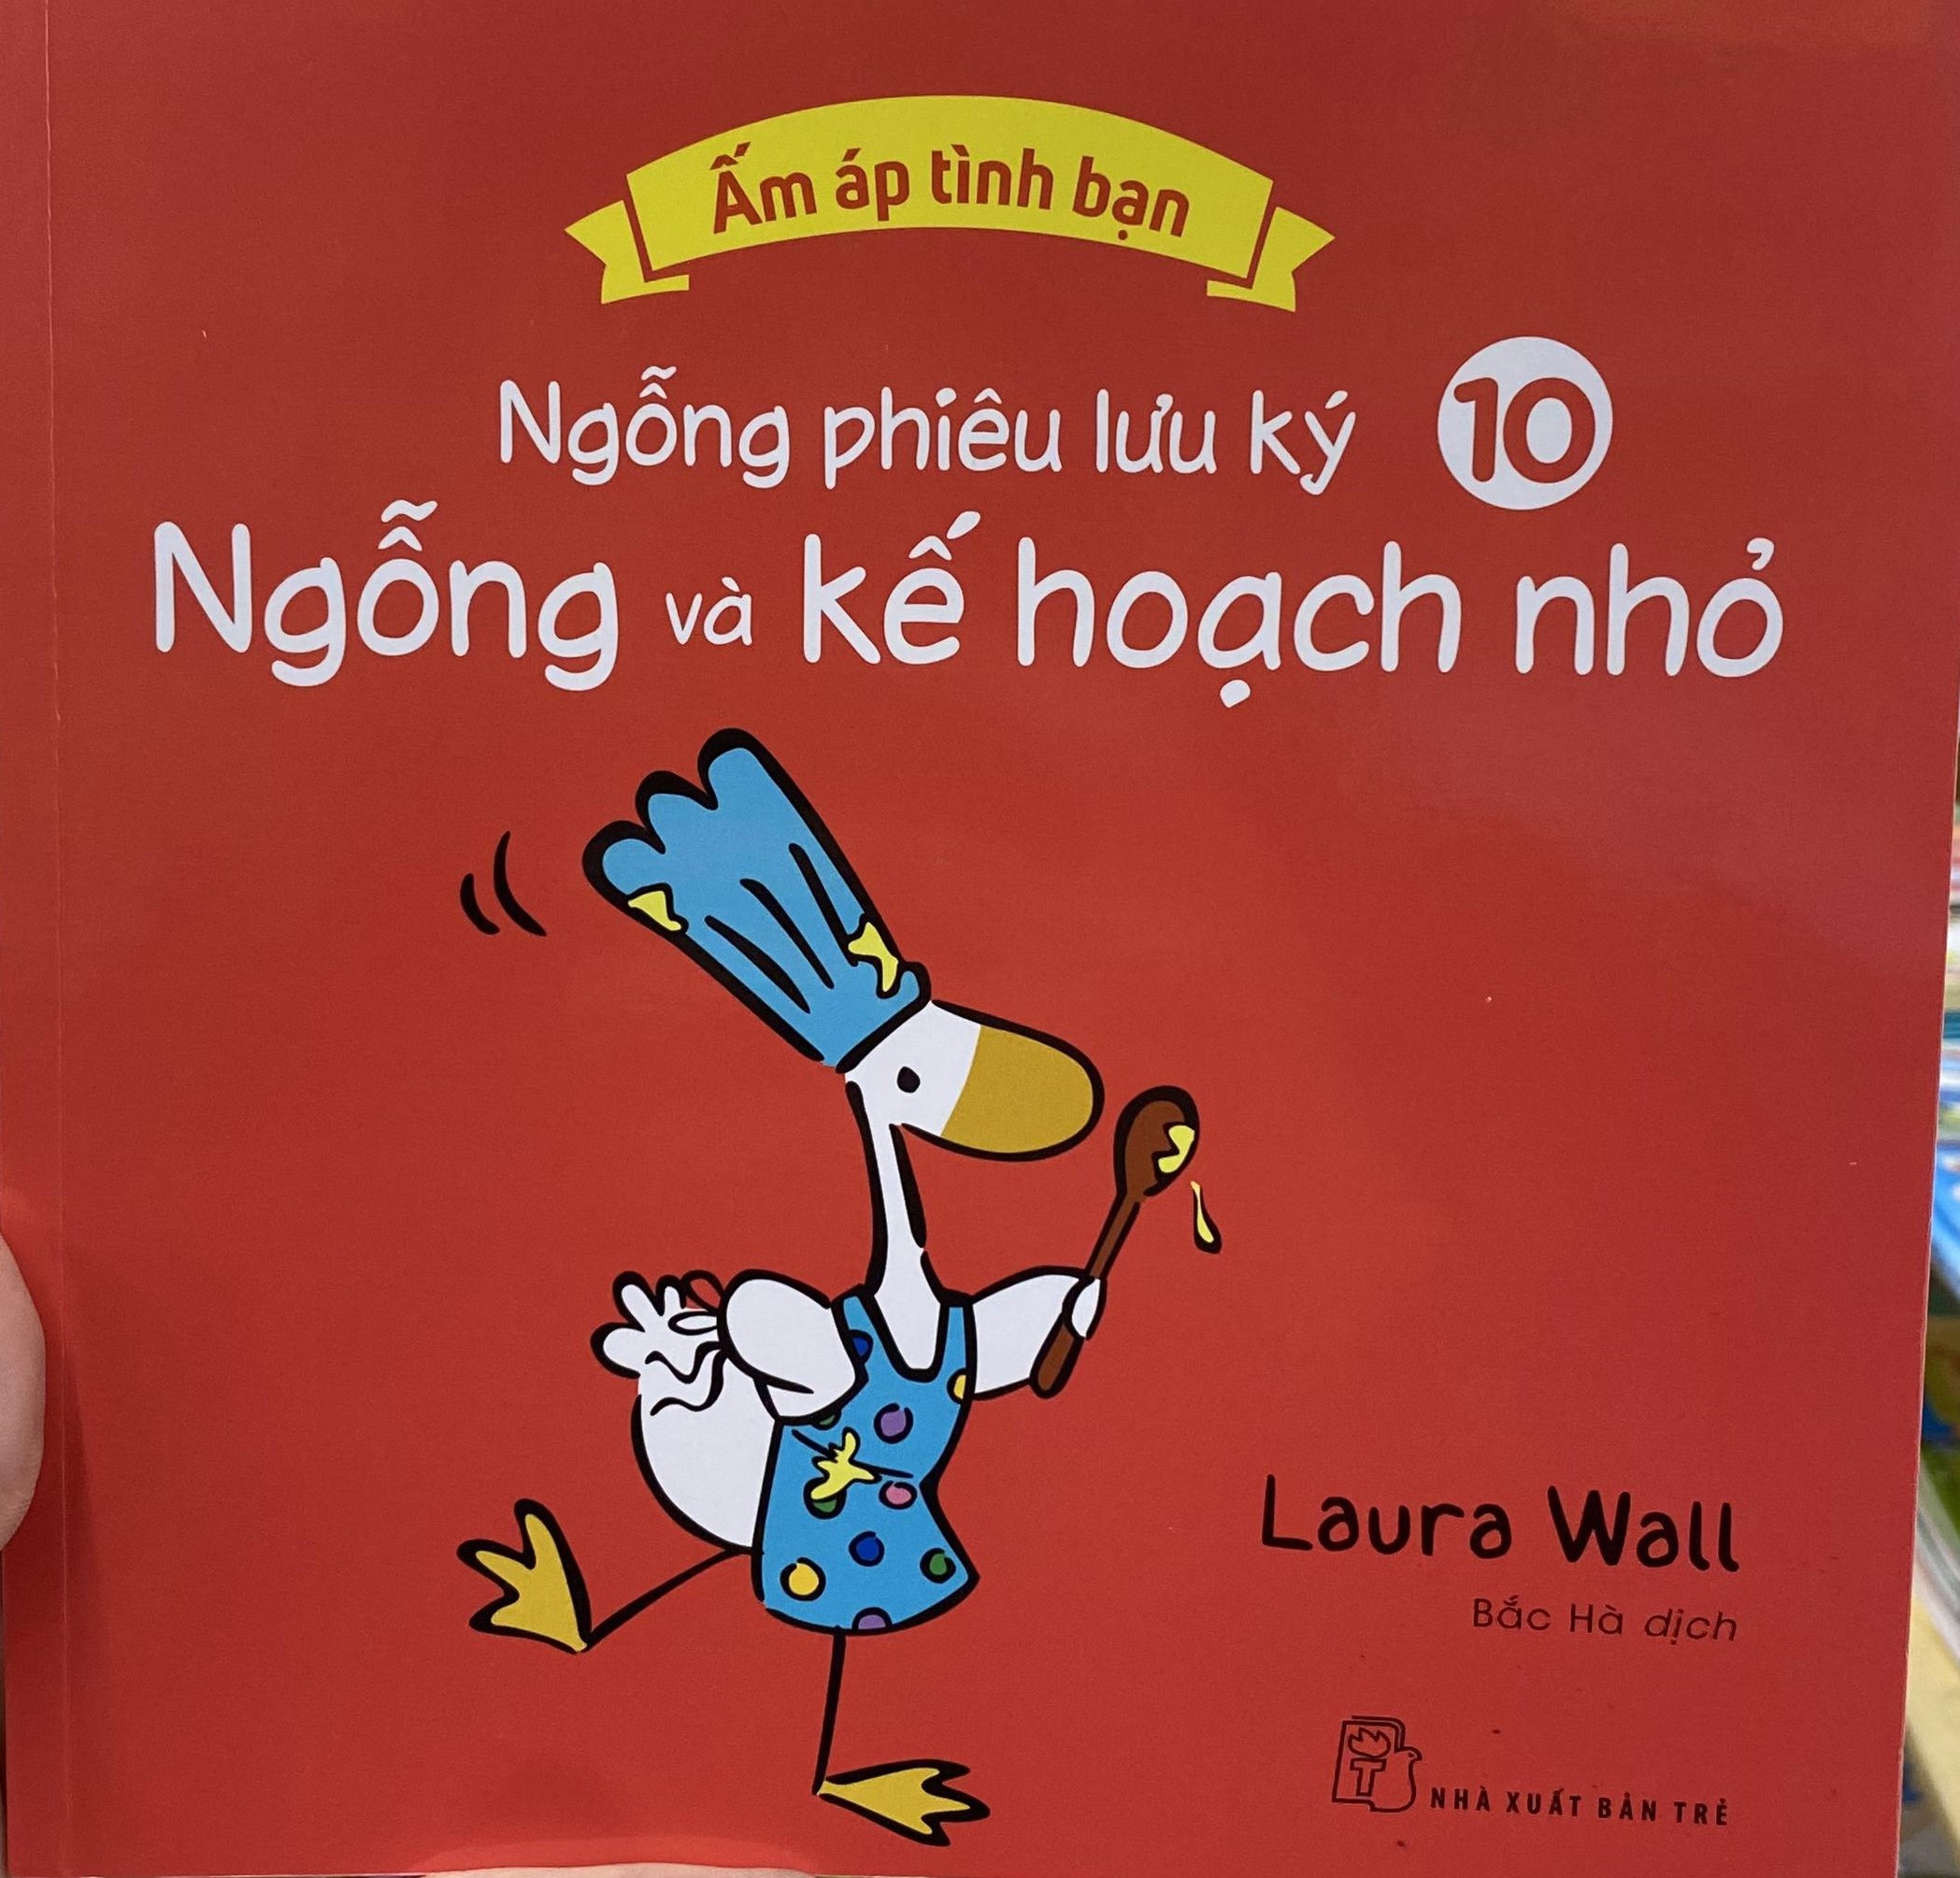 Ấm áp tình bạn
Ngỗng phiêu lưu ký 10
Ngỗng và kế hoạch nhỏ
Laura Wall
Bắc Hà dịch
T
NHÀ XUẤT BẢN TRẺ